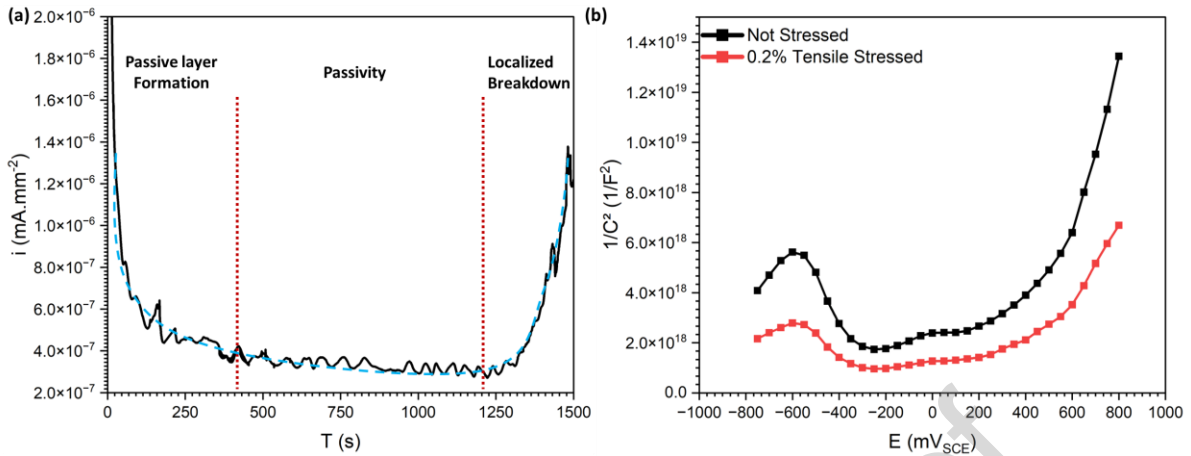 (a)
2.0×10⁻⁶
1.8×10⁻⁶
1.6×10⁻⁶
1.4×10⁻⁶
1.2×10⁻⁶
1.0×10⁻⁶
8.0×10⁻⁷
6.0×10⁻⁷
4.0×10⁻⁷
2.0×10⁻⁷
i (mA.mm⁻²)
Passive layer
Formation
Passivity
Localized
Breakdown
0 250 500 750 1000 1250 1500
T (s)
(b)
Not Stressed
0.2% Tensile Stressed
1.4×10¹⁹
1.2×10¹⁹
1.0×10¹⁹
8.0×10¹⁸
6.0×10¹⁸
4.0×10¹⁸
2.0×10¹⁸
0.0
1/C² (1/F²)
−1000 −800 −600 −400 −200 0 200 400 600 800 1000
E (mV_SCE)